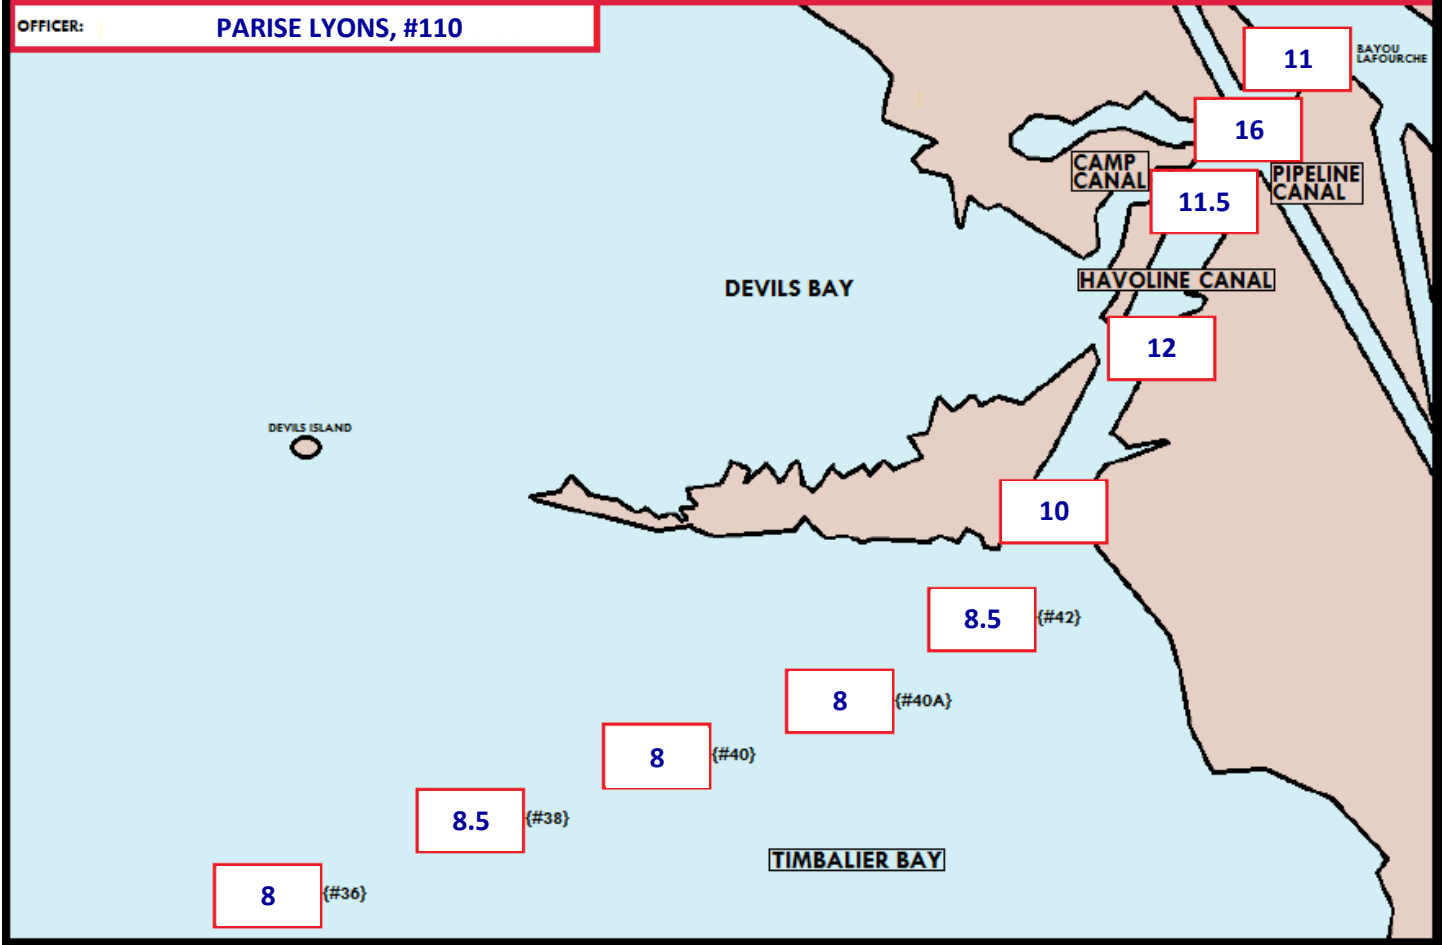 OFFICER: PARISE LYONS, #110
11
BAYOU
LAFOURCHE
16
CAMP
CANAL
PIPELINE
CANAL
11.5
HAVOLINE CANAL
DEVILS BAY
12
DEVILS ISLAND
10
8.5 {#42}
8 {#40A}
8 {#40}
8.5 {#38}
TIMBALIER BAY
8 {#36}